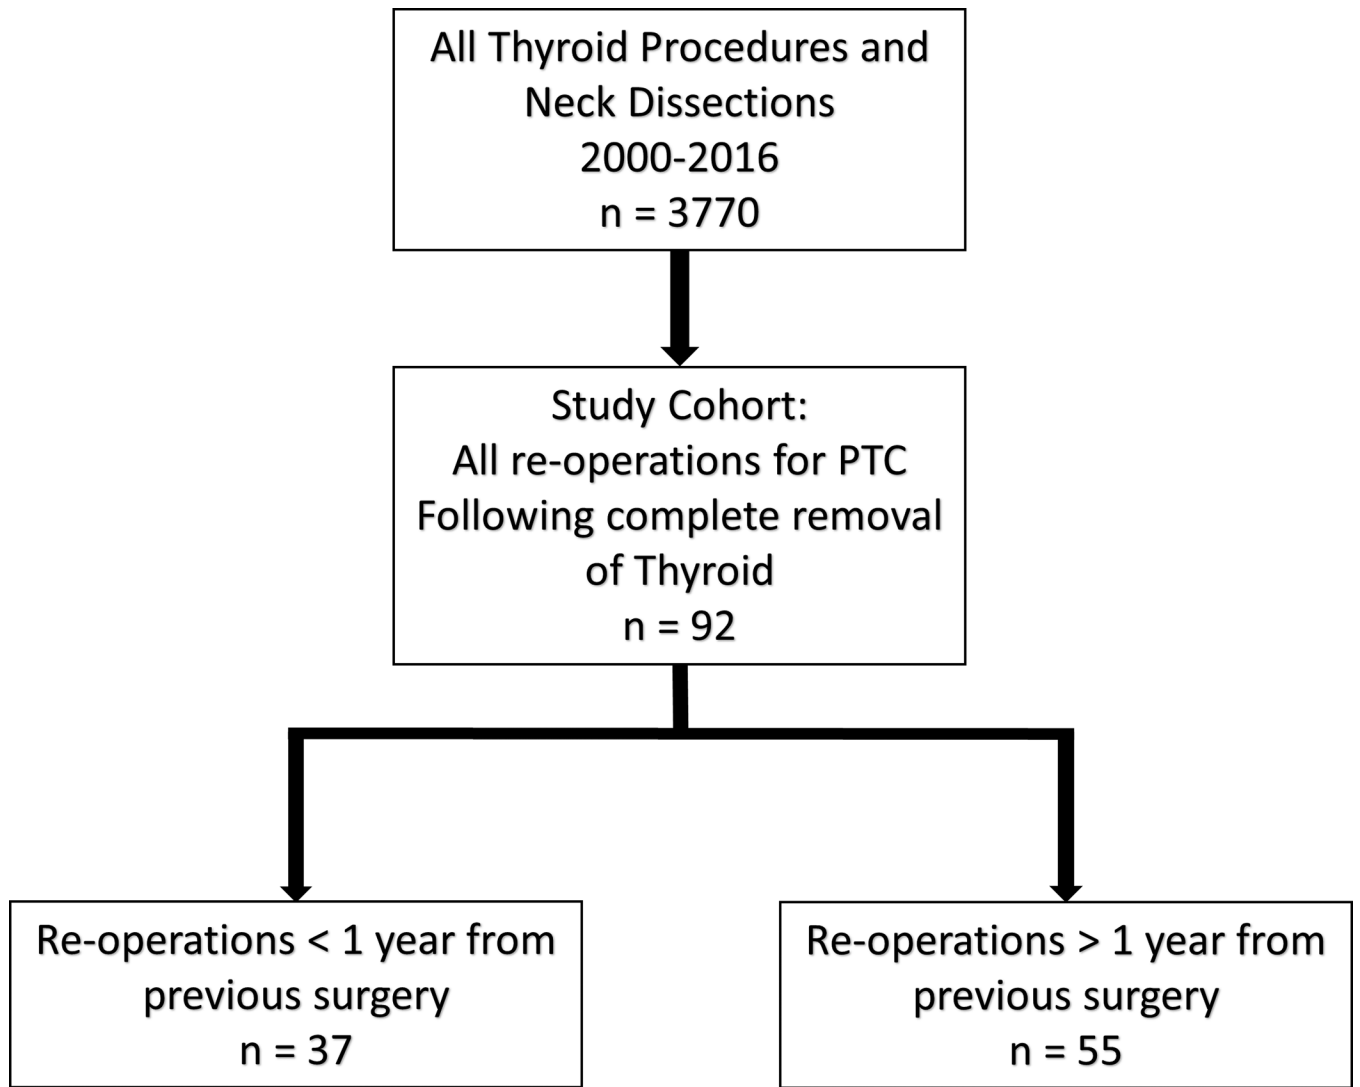 All Thyroid Procedures and
Neck Dissections
2000-2016
n = 3770
Study Cohort:
All re-operations for PTC
Following complete removal
of Thyroid
n = 92
Re-operations < 1 year from
previous surgery
n = 37
Re-operations > 1 year from
previous surgery
n = 55